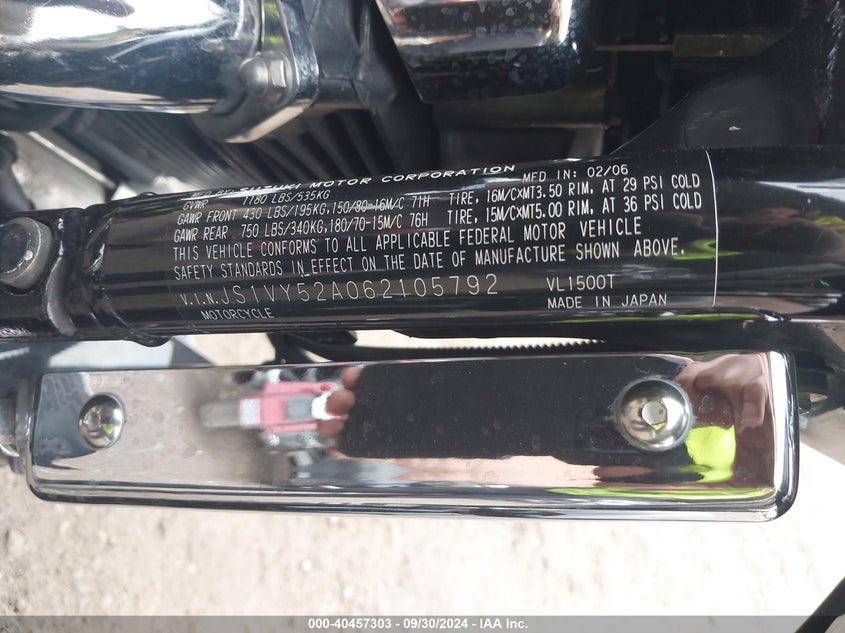 MFD BY: SUZUKI MOTOR CORPORATION MFD IN: 02/06
GVWR 1180 LBS/535KG
GAWR FRONT 430 LBS/195KG,150/80-16M/C 71H TIRE, 16M/CXMT3.50 RIM, AT 29 PSI COLD
GAWR REAR 750 LBS/340KG,180/70-15M/C 76H TIRE, 15M/CXMT5.00 RIM, AT 36 PSI COLD
THIS VEHICLE CONFORMS TO ALL APPLICABLE FEDERAL MOTOR VEHICLE
SAFETY STANDARDS IN EFFECT ON THE DATE OF MANUFACTURE SHOWN ABOVE.
V.I.N.JS1VY52A062105792 VL1500T
MOTORCYCLE MADE IN JAPAN
000-40457303 - 09/30/2024 - IAA Inc.